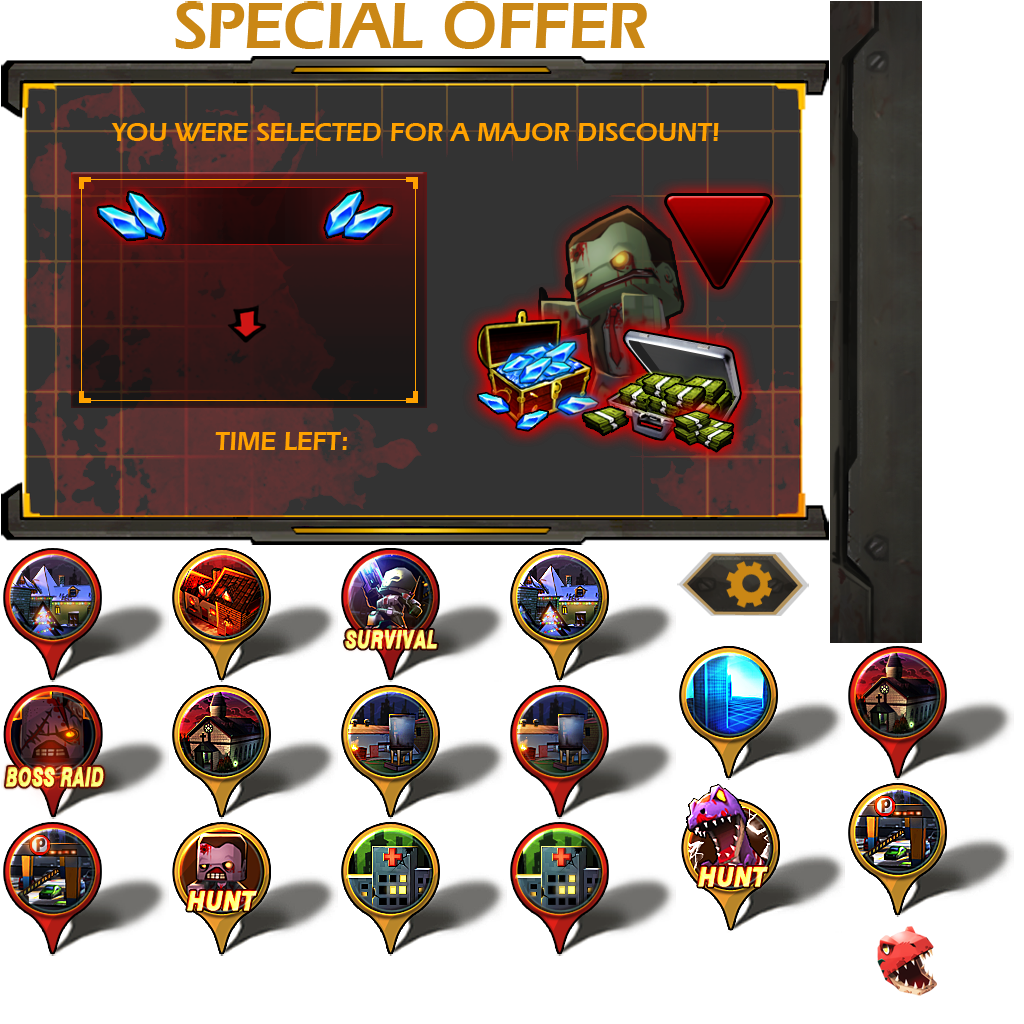 SPECIAL OFFER
YOU WERE SELECTED FOR A MAJOR DISCOUNT!
TIME LEFT:
SURVIVAL
BOSS RAID
P
HUNT
HUNT
P